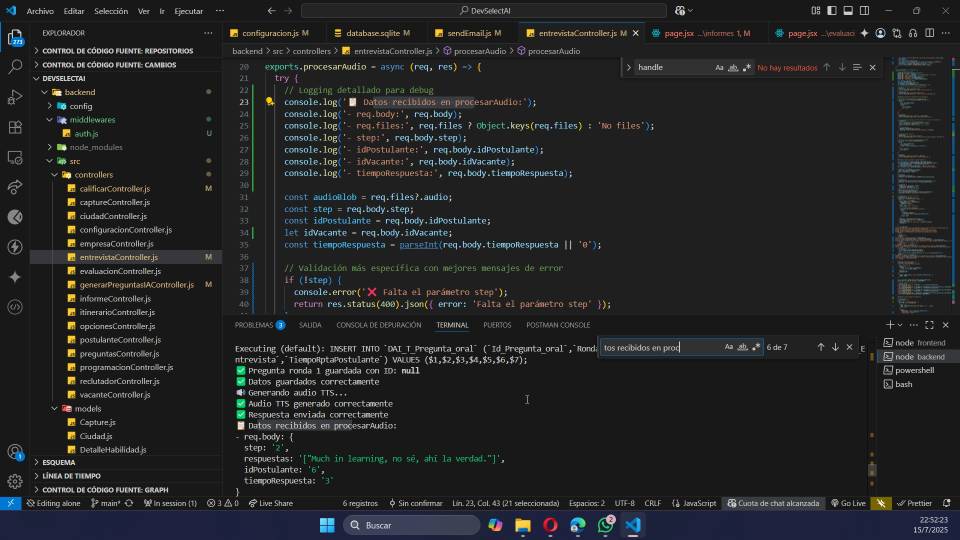 Archivo Editar Selección Ver Ir Ejecutar ... DevSelectAI
EXPLORADOR ...
CONTROL DE CÓDIGO FUENTE: REPOSITORIOS
CONTROL DE CÓDIGO FUENTE: CAMBIOS
DEVSELECTAI
backend
config
middlewares
auth.js U
node_modules
src
controllers
calificarController.js M
captureController.js
ciudadController.js
configuracionController.js
empresaController.js
entrevistaController.js M
evaluacionController.js
generarPreguntasIAController.js M
informeController.js
itinerarioController.js
opcionesController.js
postulanteController.js
preguntasController.js
programacionController.js
reclutadorController.js
vacanteController.js
models
Capture.js
Ciudad.js
DetalleHabilidad.js
ESQUEMA
LÍNEA DE TIEMPO
CONTROL DE CÓDIGO FUENTE: GRAPH
273
1
configuracion.js M database.sqlite M sendEmail.js M entrevistaController.js M page.jsx ...\informes 1, M page.jsx ...\evaluaci
backend > src > controllers > entrevistaController.js > procesarAudio > procesarAudio
handle Aa ab No hay resultados
20 exports.procesarAudio = async (req, res) => {
21 try {
22 // Logging detallado para debug
23 console.log('📋 Datos recibidos en procesarAudio:');
24 console.log('- req.body:', req.body);
25 console.log('- req.files:', req.files ? Object.keys(req.files) : 'No files');
26 console.log('- step:', req.body.step);
27 console.log('- idPostulante:', req.body.idPostulante);
28 console.log('- idVacante:', req.body.idVacante);
29 console.log('- tiempoRespuesta:', req.body.tiempoRespuesta);
30
31 const audioBlob = req.files?.audio;
32 const step = req.body.step;
33 const idPostulante = req.body.idPostulante;
34 let idVacante = req.body.idVacante;
35 const tiempoRespuesta = parseInt(req.body.tiempoRespuesta || '0');
36
37 // Validación más específica con mejores mensajes de error
38 if (!step) {
39 console.error('❌ Falta el parámetro step');
40 return res.status(400).json({ error: 'Falta el parámetro step' });
PROBLEMAS 3 SALIDA CONSOLA DE DEPURACIÓN TERMINAL PUERTOS POSTMAN CONSOLE
tos recibidos en proc Aa ab 6 de 7
Executing (default): INSERT INTO `DAI_T_Pregunta_oral` (`Id_Pregunta_oral`,`Ronda
ntrevista`,`TiempoRptaPostulante`) VALUES ($1,$2,$3,$4,$5,$6,$7);
✅ Pregunta ronda 1 guardada con ID: null
✅ Datos guardados correctamente
🔊 Generando audio TTS...
✅ Audio TTS generado correctamente
✅ Respuesta enviada correctamente
📋 Datos recibidos en procesarAudio:
- req.body: {
step: '2',
respuestas: '["Much in learning, no sé, ahí la verdad."]',
idPostulante: '6',
tiempoRespuesta: '3'
}
node frontend
node backend
powershell
bash
Editing alone main* In session (1) 3 0 Live Share 6 registros Sin confirmar Lín. 23, Col. 43 (21 seleccionada) Espacios: 2 UTF-8 CRLF {} JavaScript Cuota de chat alcanzada Go Live Prettier
Buscar
2
22:52:23
15/7/2025